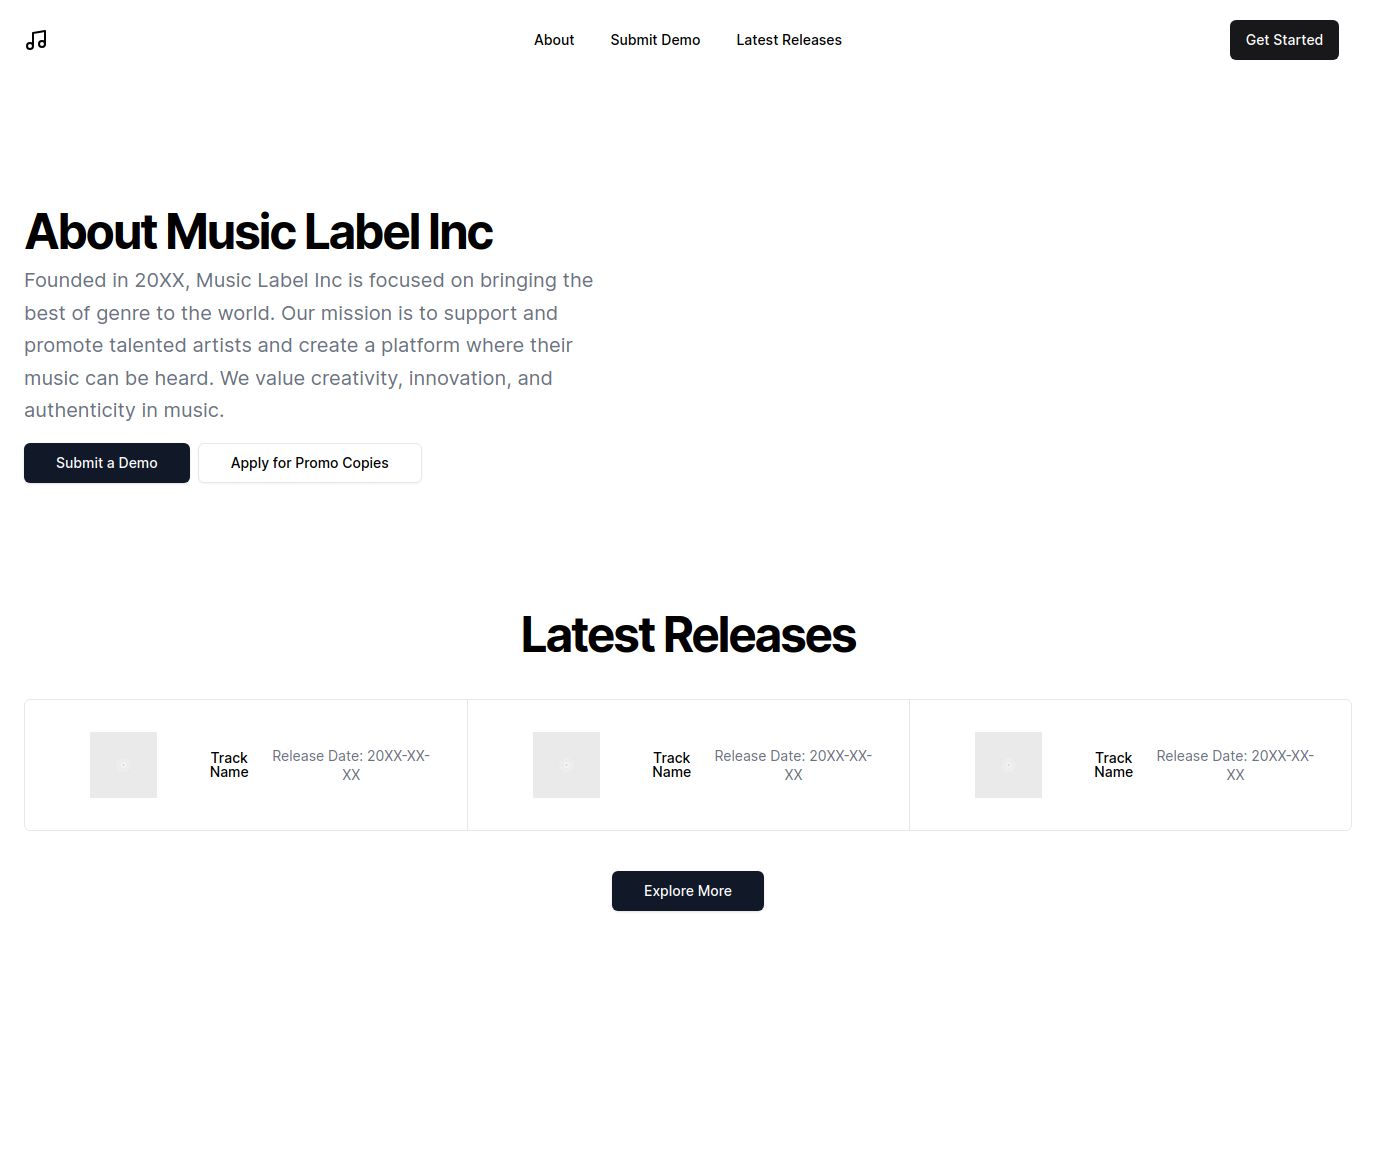 About
Submit Demo
Latest Releases
Get Started
About Music Label Inc
Founded in 20XX, Music Label Inc is focused on bringing the
best of genre to the world. Our mission is to support and
promote talented artists and create a platform where their
music can be heard. We value creativity, innovation, and
authenticity in music.
Submit a Demo
Apply for Promo Copies
Latest Releases
Track
Name
Release Date: 20XX-XX-
XX
Track
Name
Release Date: 20XX-XX-
XX
Track
Name
Release Date: 20XX-XX-
XX
Explore More